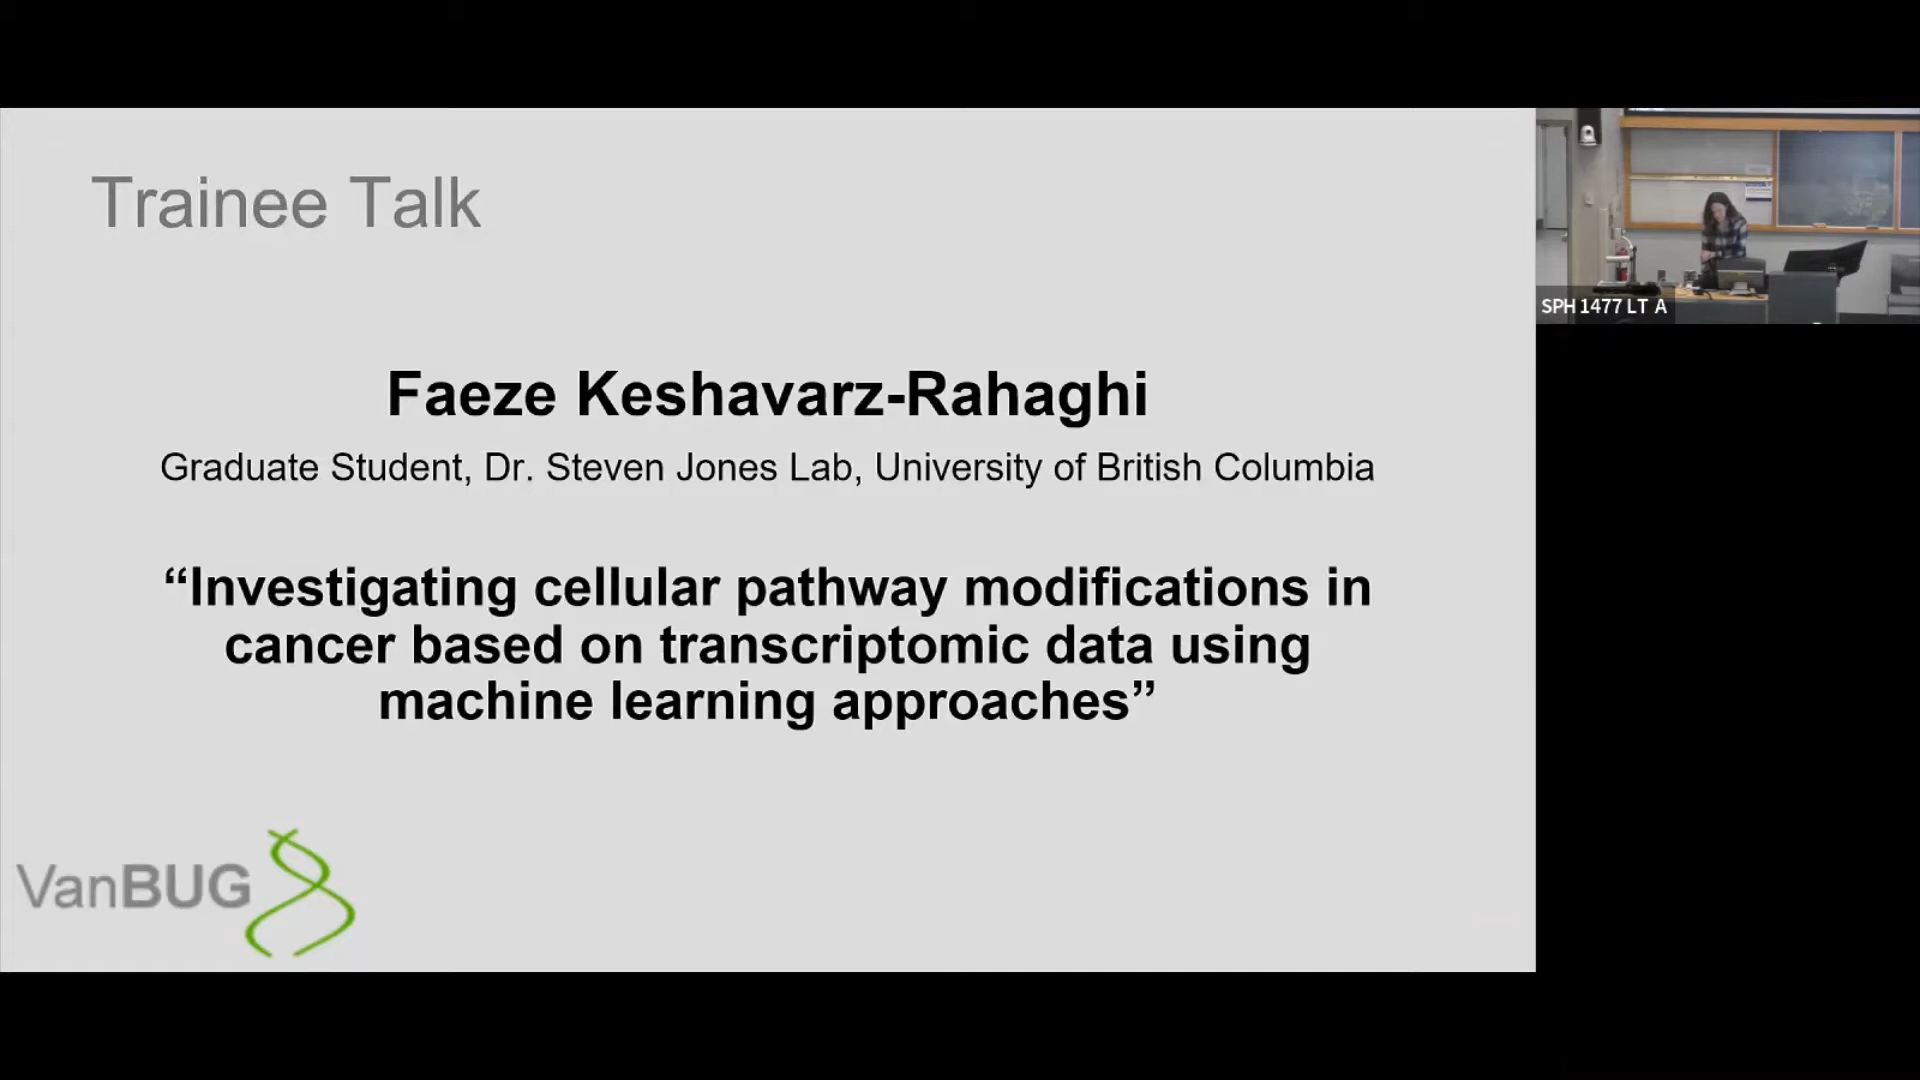 Trainee Talk
Faeze Keshavarz-Rahaghi
Graduate Student, Dr. Steven Jones Lab, University of British Columbia
“Investigating cellular pathway modifications in
cancer based on transcriptomic data using
machine learning approaches”
VanBUG
SPH 1477 LT A